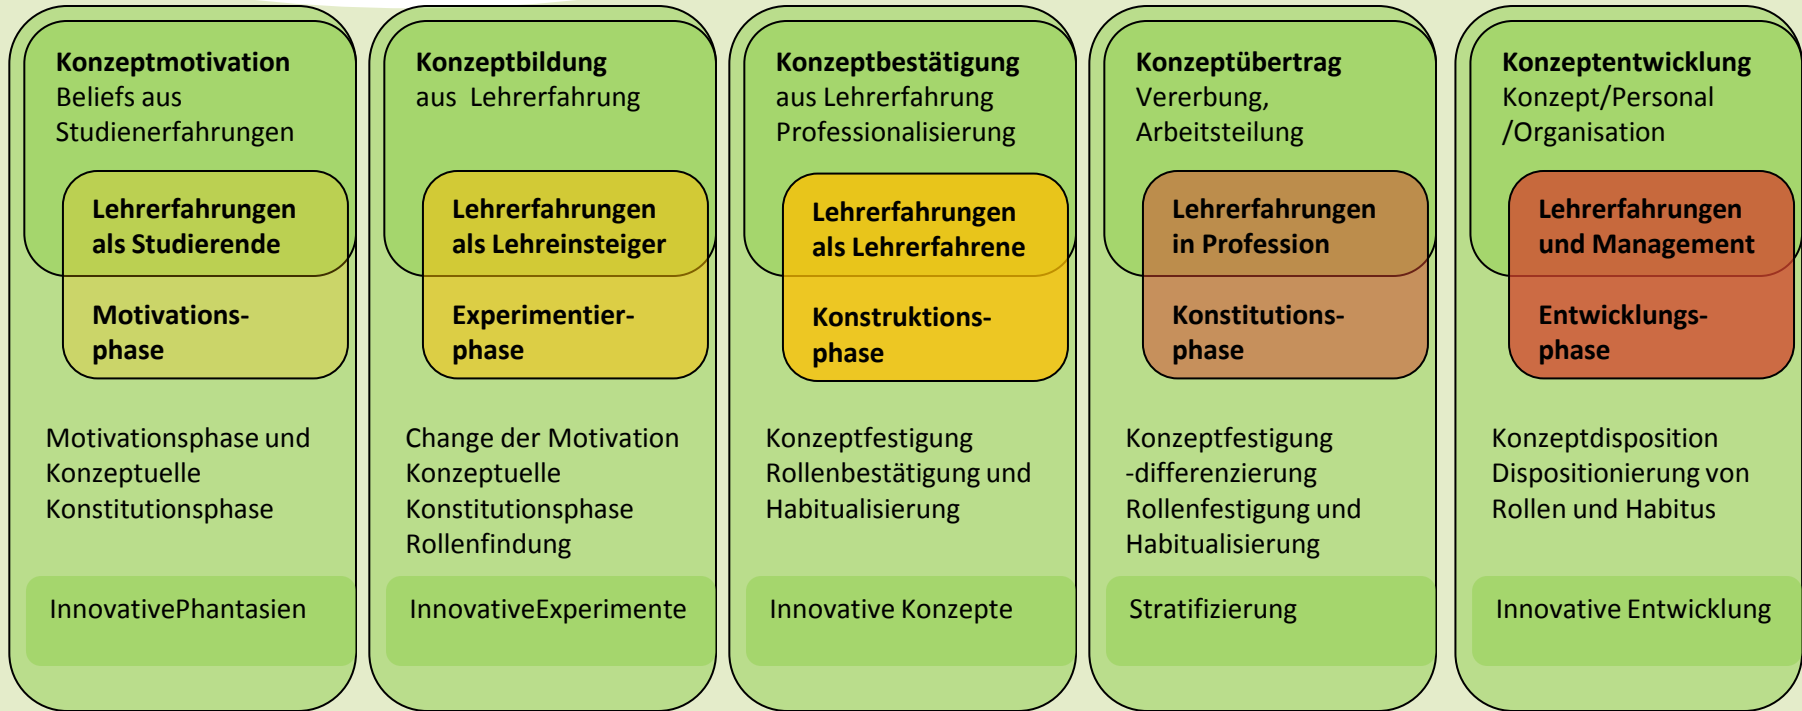 Konzeptmotivation
Beliefs aus
Studienerfahrungen
Lehrerfahrungen
als Studierende
Motivations-
phase
Motivationsphase und
Konzeptuelle
Konstitutionsphase
InnovativePhantasien
Konzeptbildung
aus Lehrerfahrung
Lehrerfahrungen
als Lehreinsteiger
Experimentier-
phase
Change der Motivation
Konzeptuelle
Konstitutionsphase
Rollenfindung
InnovativeExperimente
Konzeptbestätigung
aus Lehrerfahrung
Professionalisierung
Lehrerfahrungen
als Lehrerfahrene
Konstruktions-
phase
Konzeptfestigung
Rollenbestätigung und
Habitualisierung
Innovative Konzepte
Konzeptübertrag
Vererbung,
Arbeitsteilung
Lehrerfahrungen
in Profession
Konstitutions-
phase
Konzeptfestigung
-differenzierung
Rollenfestigung und
Habitualisierung
Stratifizierung
Konzeptentwicklung
Konzept/Personal
/Organisation
Lehrerfahrungen
und Management
Entwicklungs-
phase
Konzeptdisposition
Dispositionierung von
Rollen und Habitus
Innovative Entwicklung